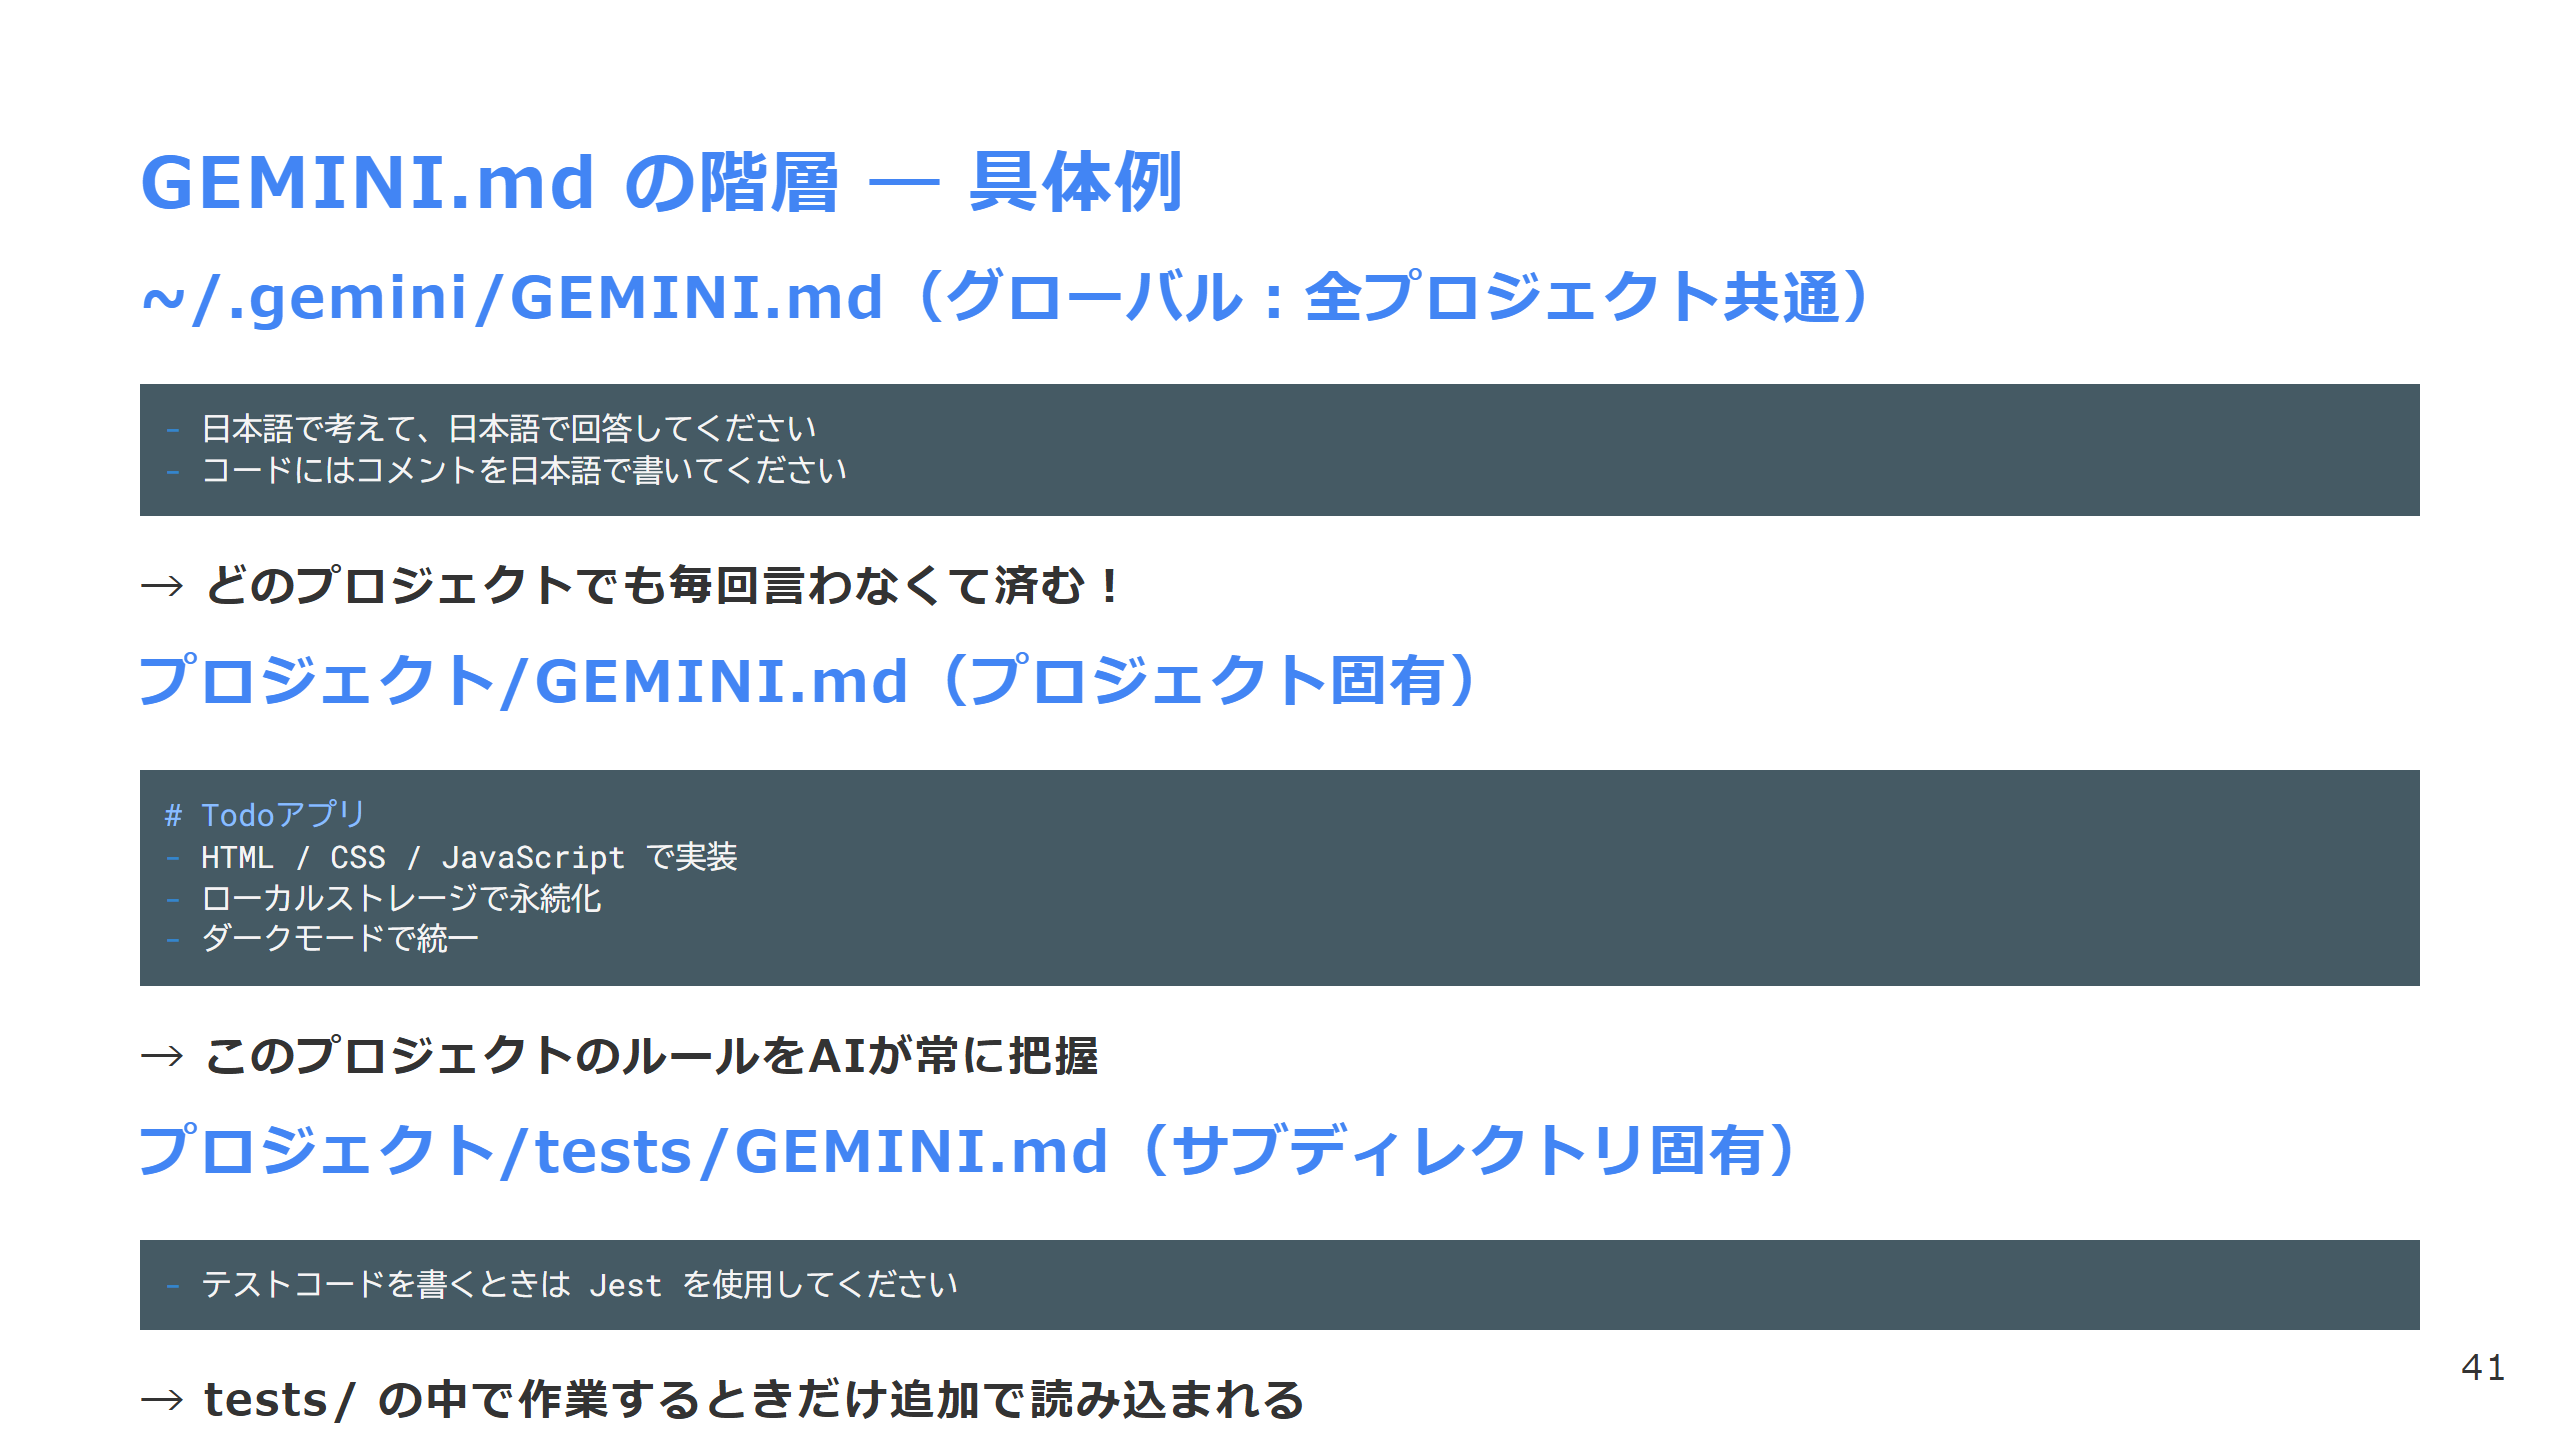 GEMINI.md の階層 — 具体例
~/.gemini/GEMINI.md（グローバル：全プロジェクト共通）
- 日本語で考えて、日本語で回答してください
- コードにはコメントを日本語で書いてください
→ どのプロジェクトでも毎回言わなくて済む！
プロジェクト/GEMINI.md（プロジェクト固有）
# Todoアプリ
- HTML / CSS / JavaScript で実装
- ローカルストレージで永続化
- ダークモードで統一
→ このプロジェクトのルールをAIが常に把握
プロジェクト/tests/GEMINI.md（サブディレクトリ固有）
- テストコードを書くときは Jest を使用してください
→ tests/ の中で作業するときだけ追加で読み込まれる
41